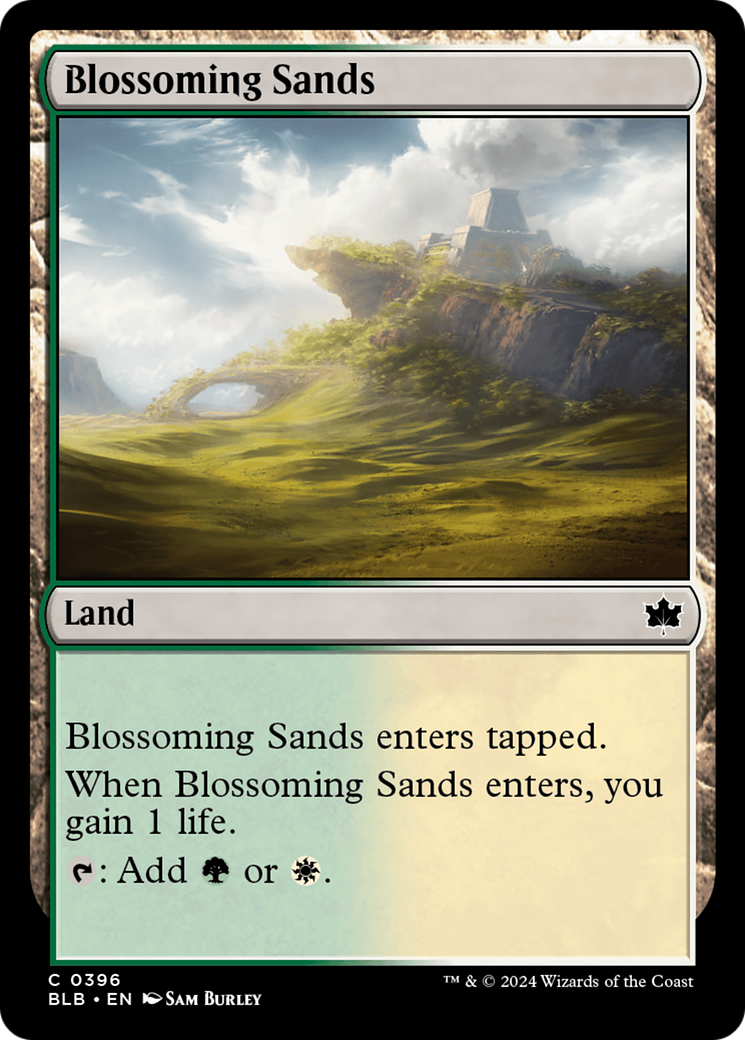 Blossoming Sands
Land
Blossoming Sands enters tapped.
When Blossoming Sands enters, you
gain 1 life.
: Add or .
C 0396
™ & © 2024 Wizards of the Coast
BLB • EN Sam Burley